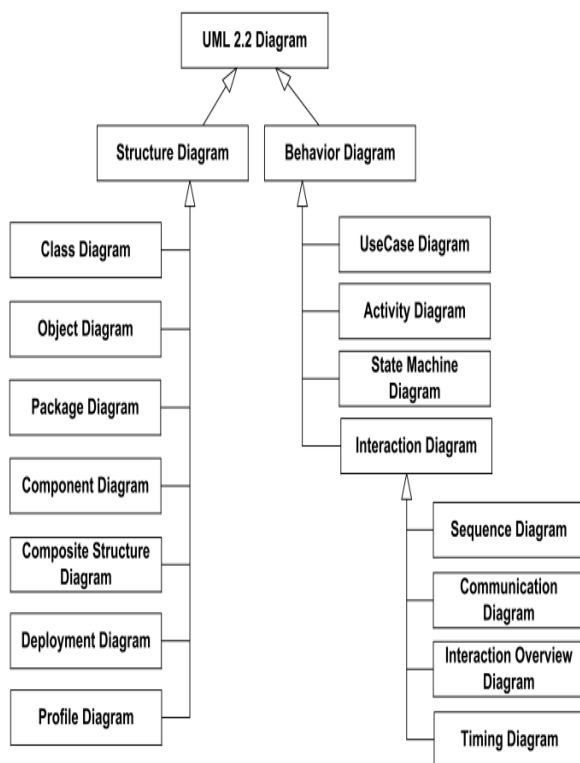 UML 2.2 Diagram
Structure Diagram
Behavior Diagram
Class Diagram
Object Diagram
Package Diagram
Component Diagram
Composite Structure
Diagram
Deployment Diagram
Profile Diagram
UseCase Diagram
Activity Diagram
State Machine
Diagram
Interaction Diagram
Sequence Diagram
Communication
Diagram
Interaction Overview
Diagram
Timing Diagram